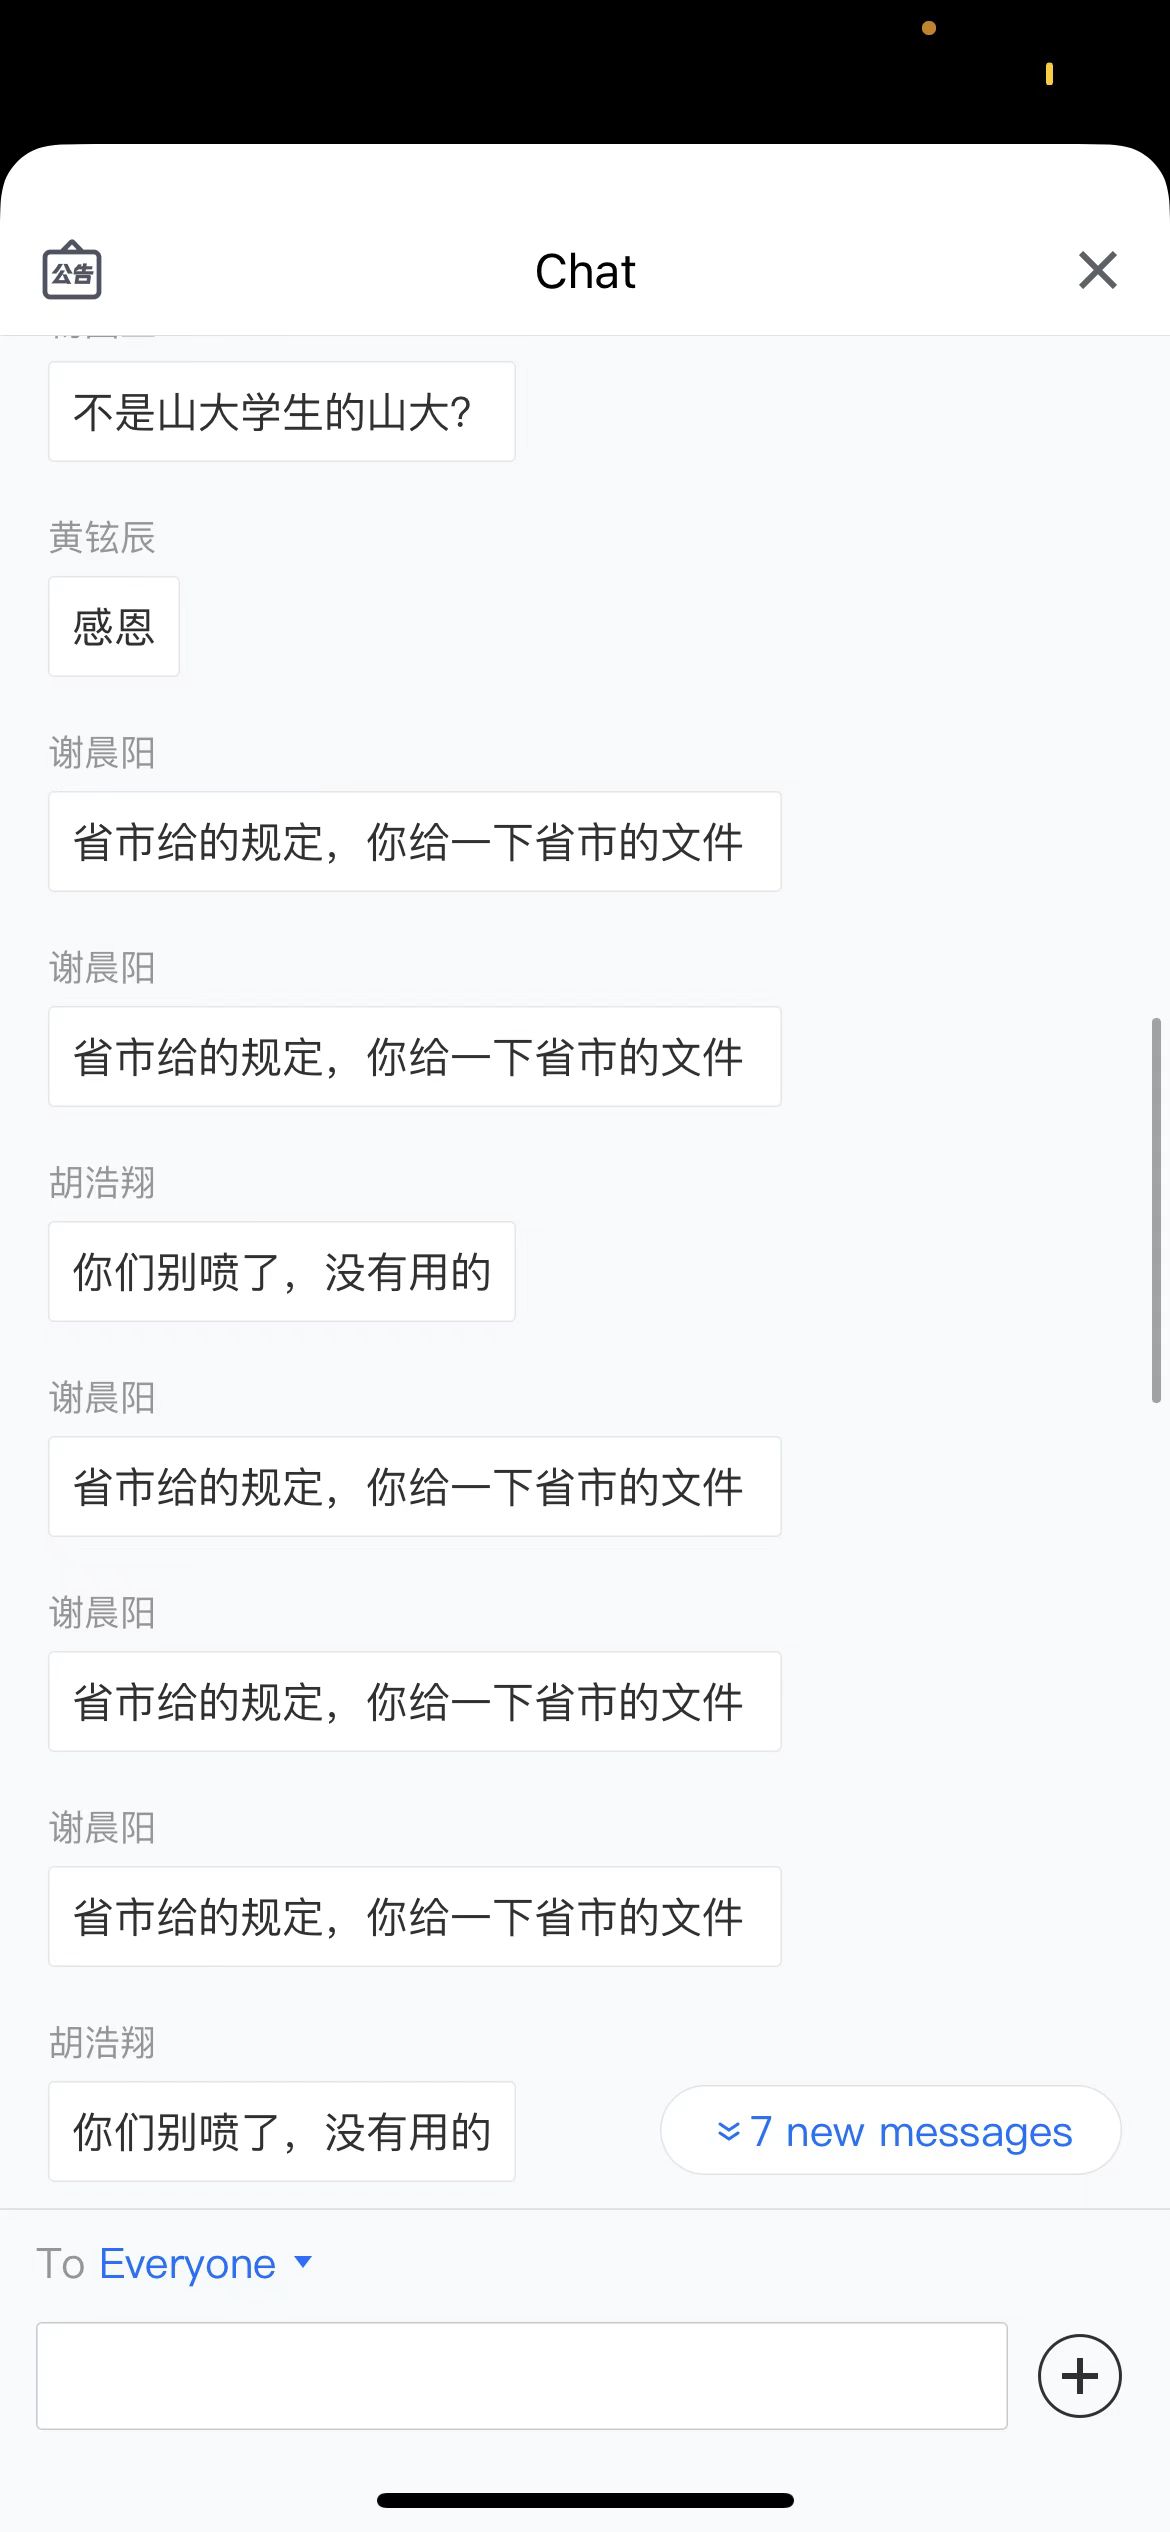 公告
Chat
不是山大学生的山大?
黄铉辰
感恩
谢晨阳
省市给的规定，你给一下省市的文件
谢晨阳
省市给的规定，你给一下省市的文件
胡浩翔
你们别喷了，没有用的
谢晨阳
省市给的规定，你给一下省市的文件
谢晨阳
省市给的规定，你给一下省市的文件
谢晨阳
省市给的规定，你给一下省市的文件
胡浩翔
你们别喷了，没有用的
7 new messages
To Everyone